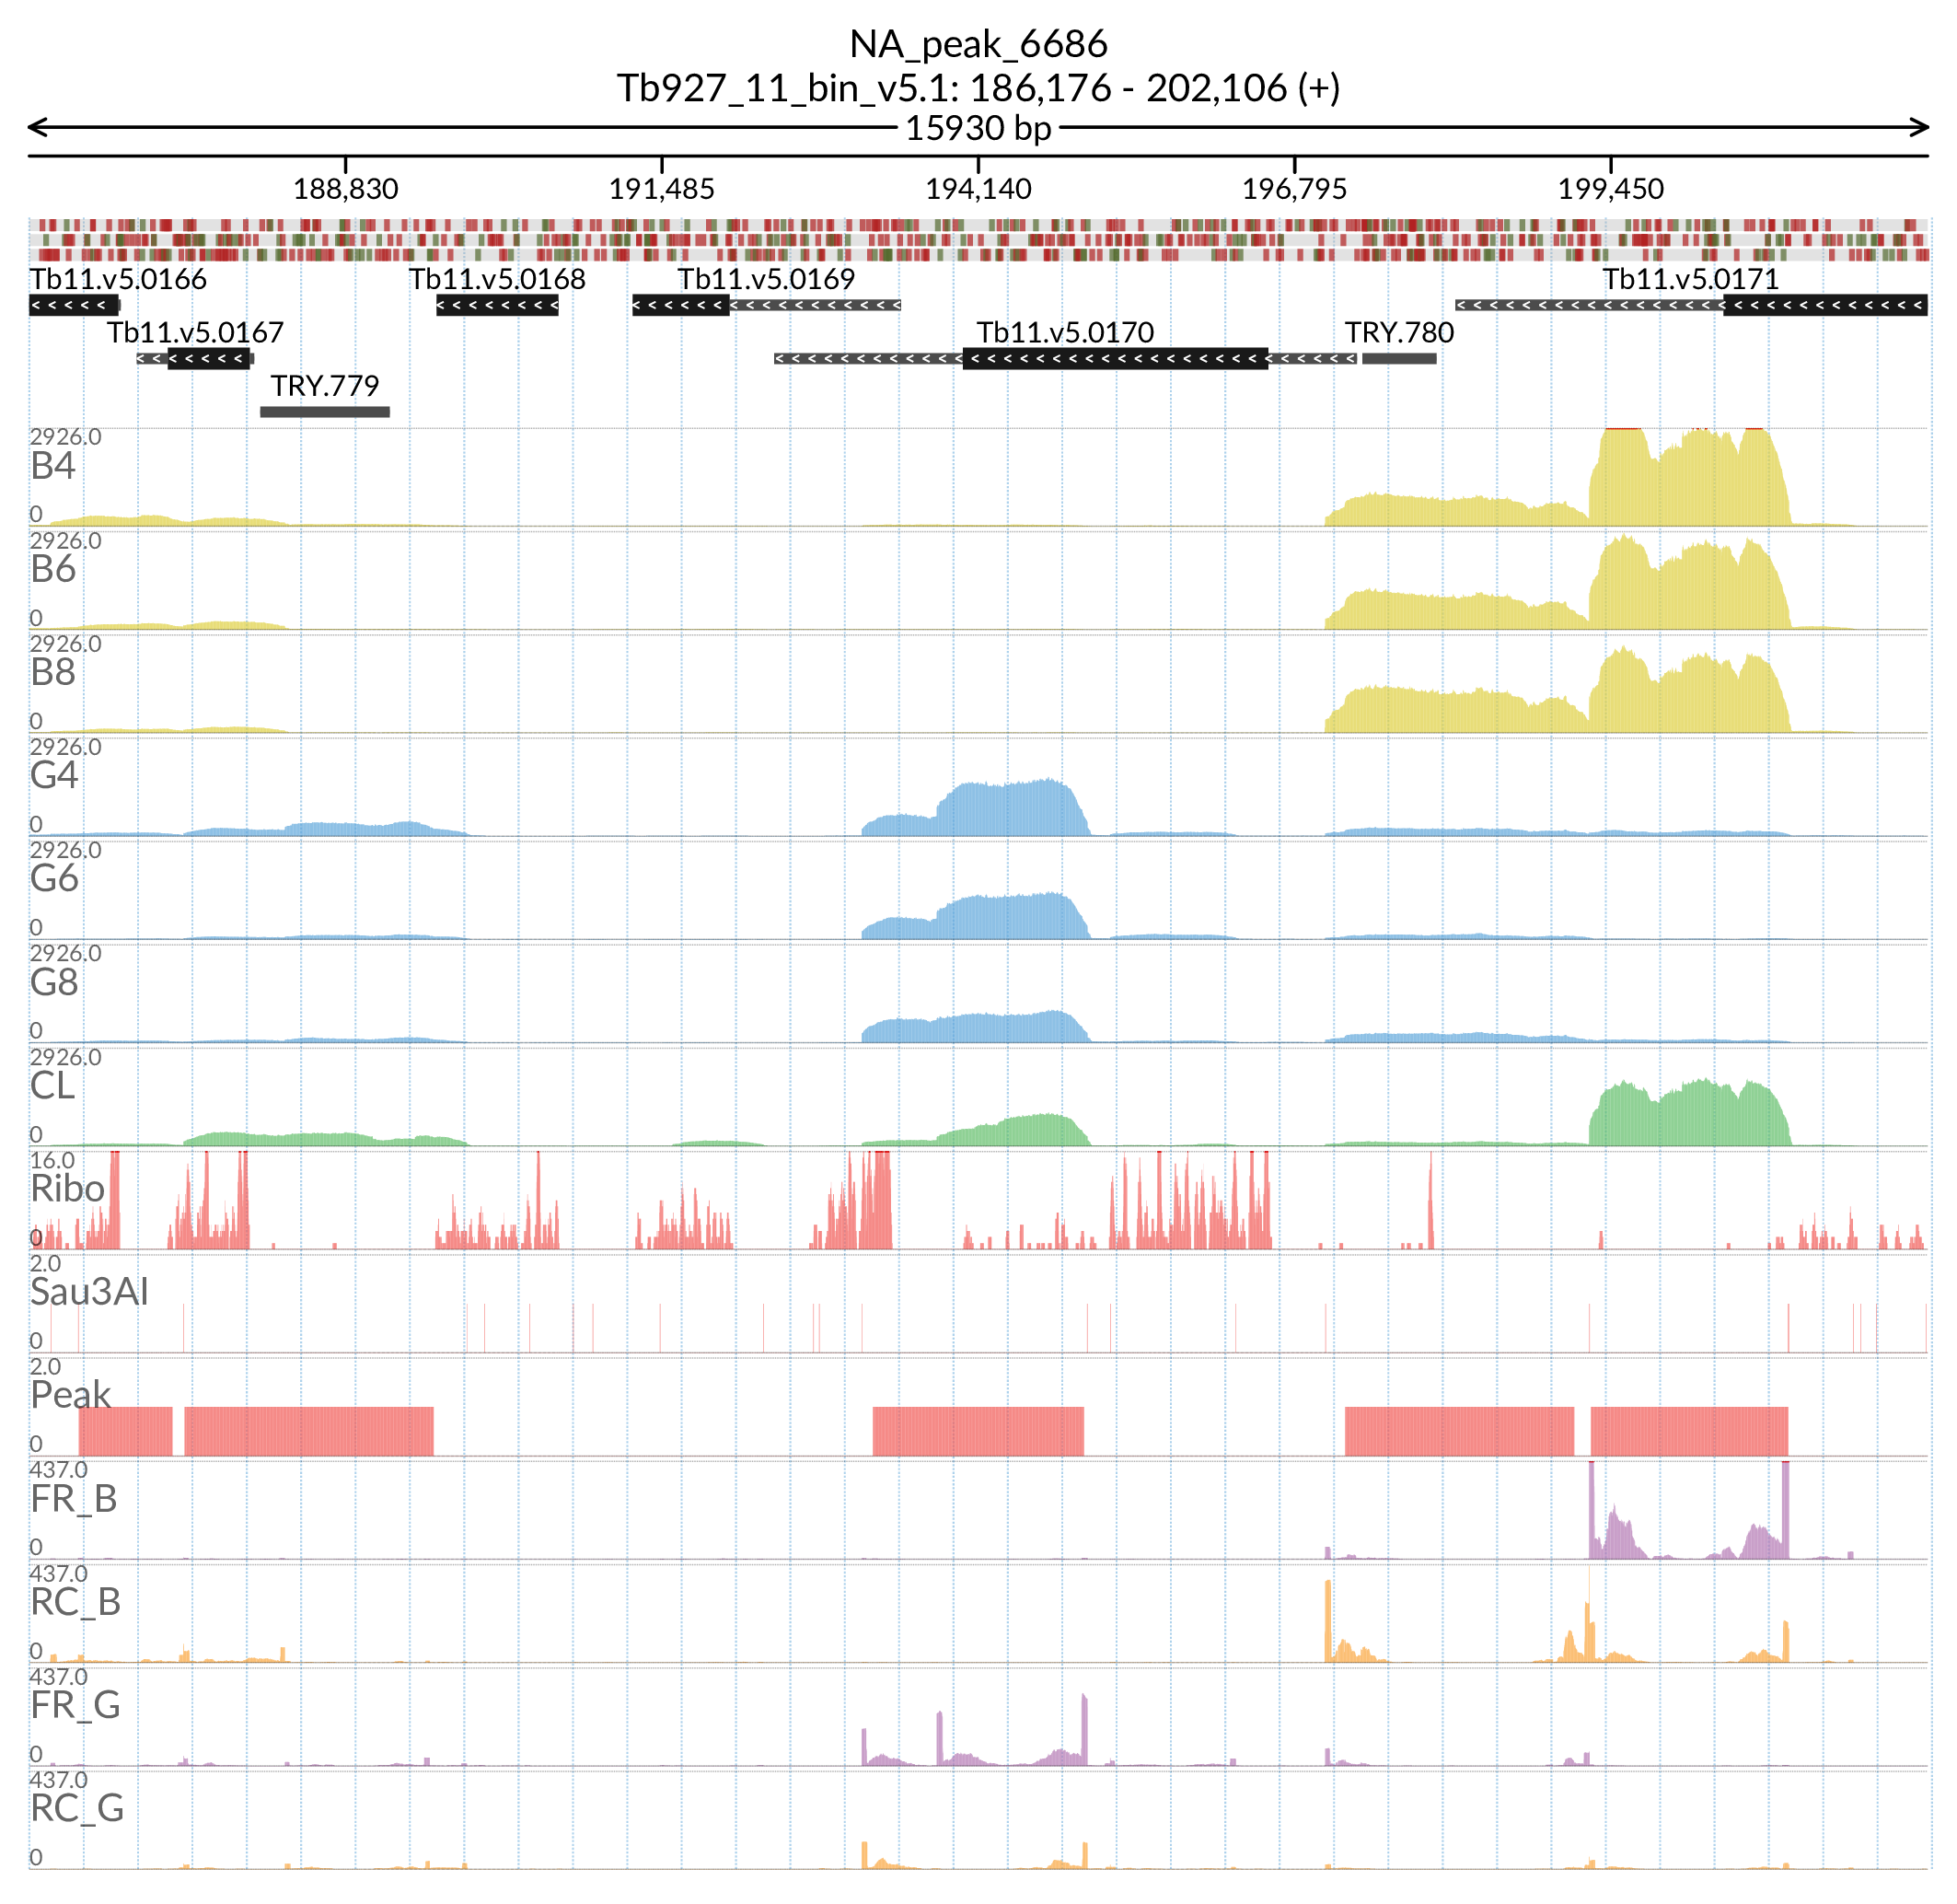 NA_peak_6686
Tb927_11_bin_v5.1: 186,176 - 202,106 (+)
15930 bp
188,830 191,485 194,140 196,795 199,450
Tb11.v5.0166 Tb11.v5.0168 Tb11.v5.0169 Tb11.v5.0171
Tb11.v5.0167 Tb11.v5.0170 TRY.780
TRY.779
2926.0
B4
0
2926.0
B6
0
2926.0
B8
0
2926.0
G4
0
2926.0
G6
0
2926.0
G8
0
2926.0
CL
0
16.0
Ribo
0
2.0
Sau3AI
0
2.0
Peak
0
437.0
FR_B
0
437.0
RC_B
0
437.0
FR_G
0
437.0
RC_G
0